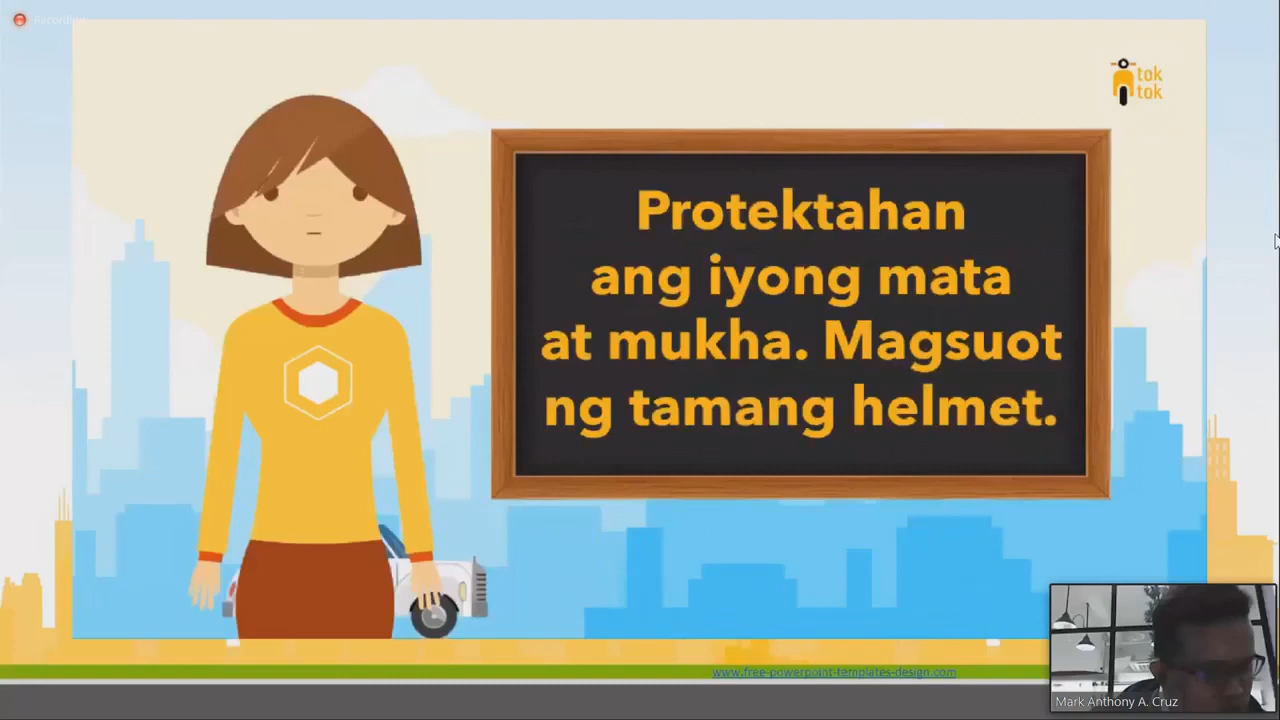 Recording
tok
tok
Protektahan
ang iyong mata
at mukha. Magsuot
ng tamang helmet.
www.free-powerpoint-templates-design.com
Mark Anthony A. Cruz